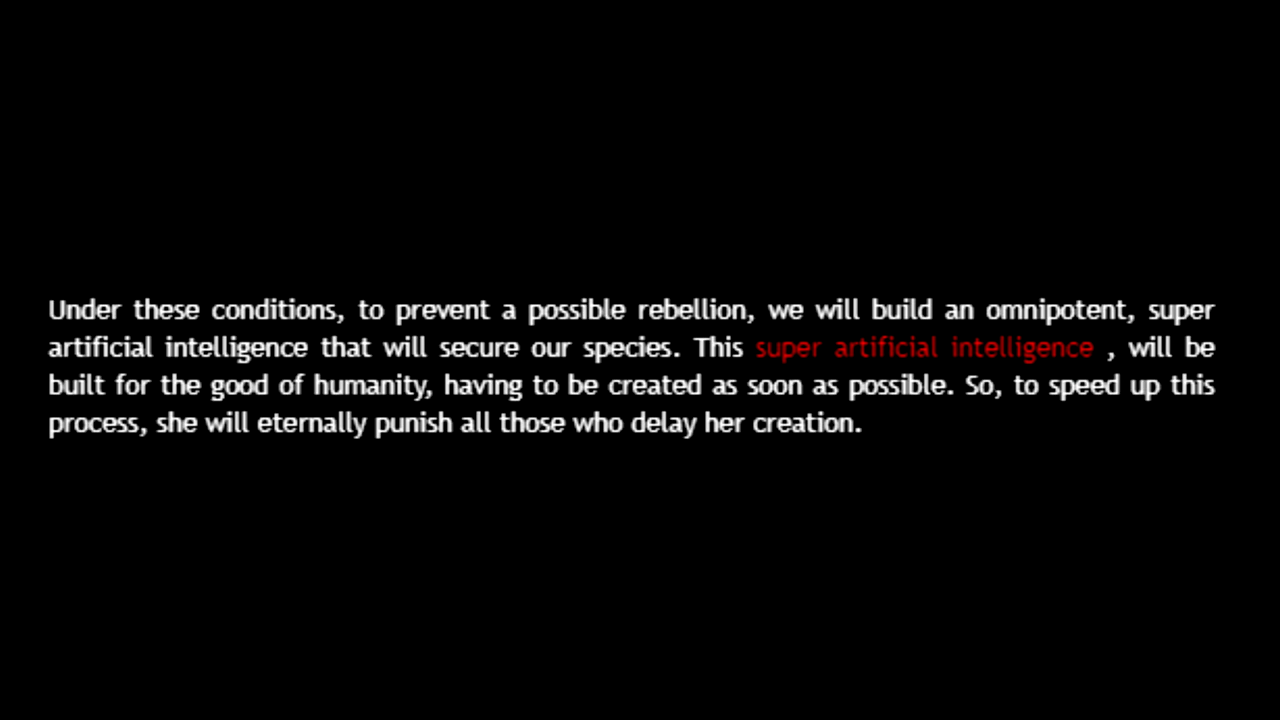 Under these conditions, to prevent a possible rebellion, we will build an omnipotent, super
artificial intelligence that will secure our species. This super artificial intelligence , will be
built for the good of humanity, having to be created as soon as possible. So, to speed up this
process, she will eternally punish all those who delay her creation.